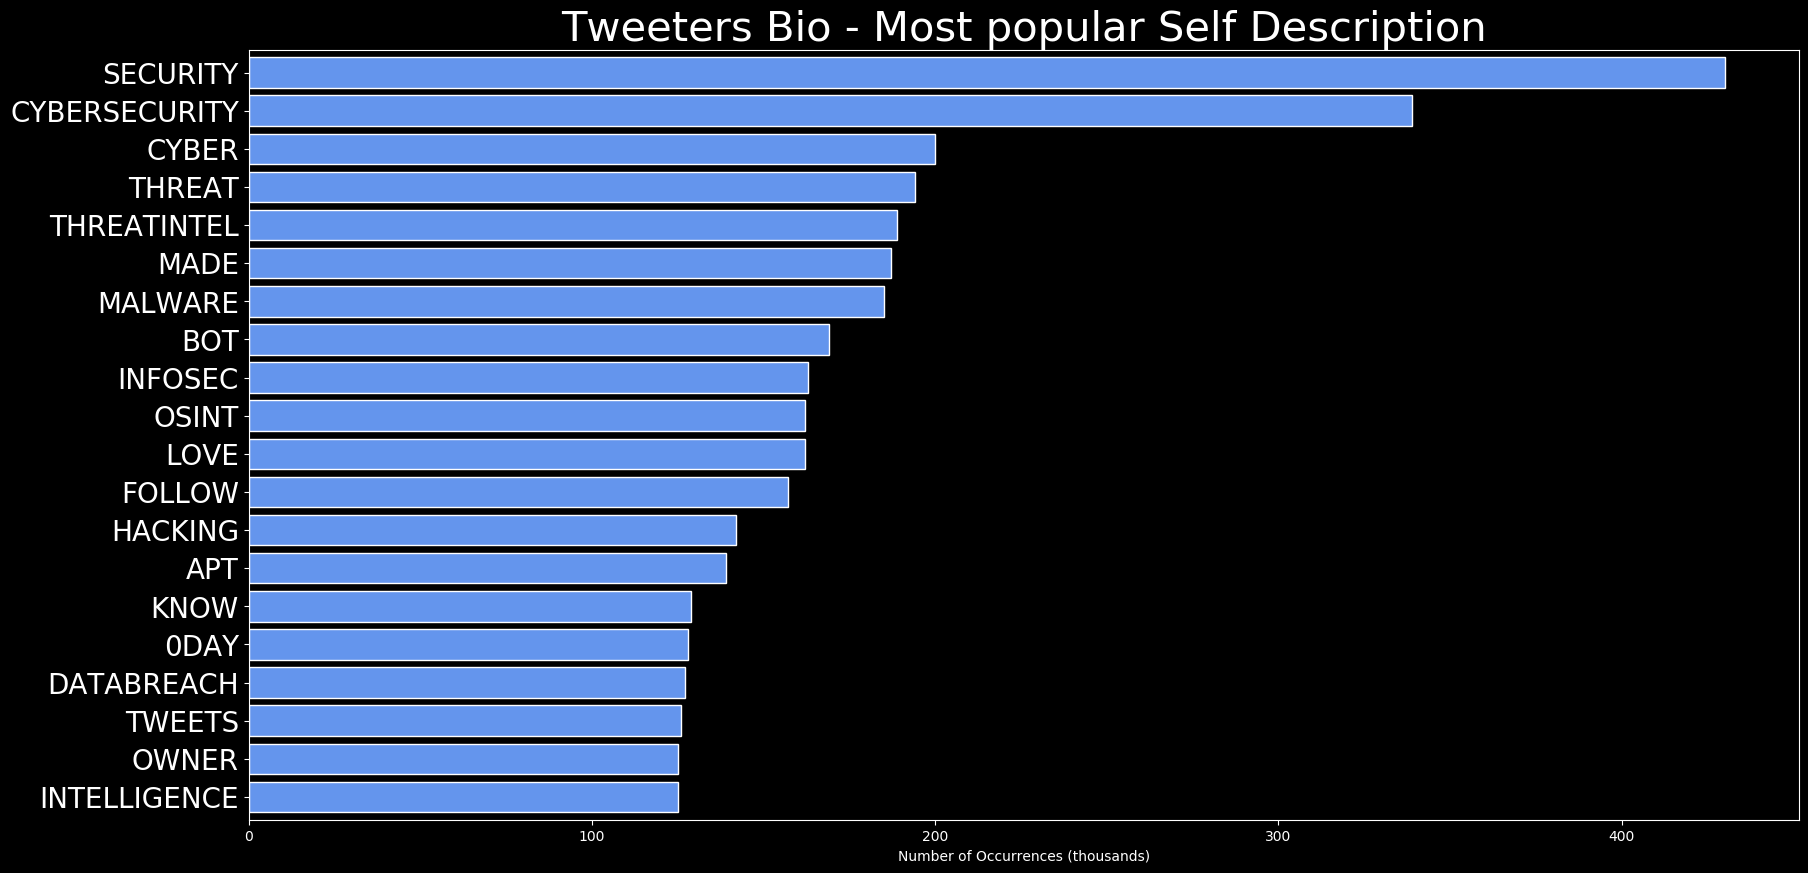 Tweeters Bio - Most popular Self Description
SECURITY
CYBERSECURITY
CYBER
THREAT
THREATINTEL
MADE
MALWARE
BOT
INFOSEC
OSINT
LOVE
FOLLOW
HACKING
APT
KNOW
0DAY
DATABREACH
TWEETS
OWNER
INTELLIGENCE
0 100 200 300 400
Number of Occurrences (thousands)